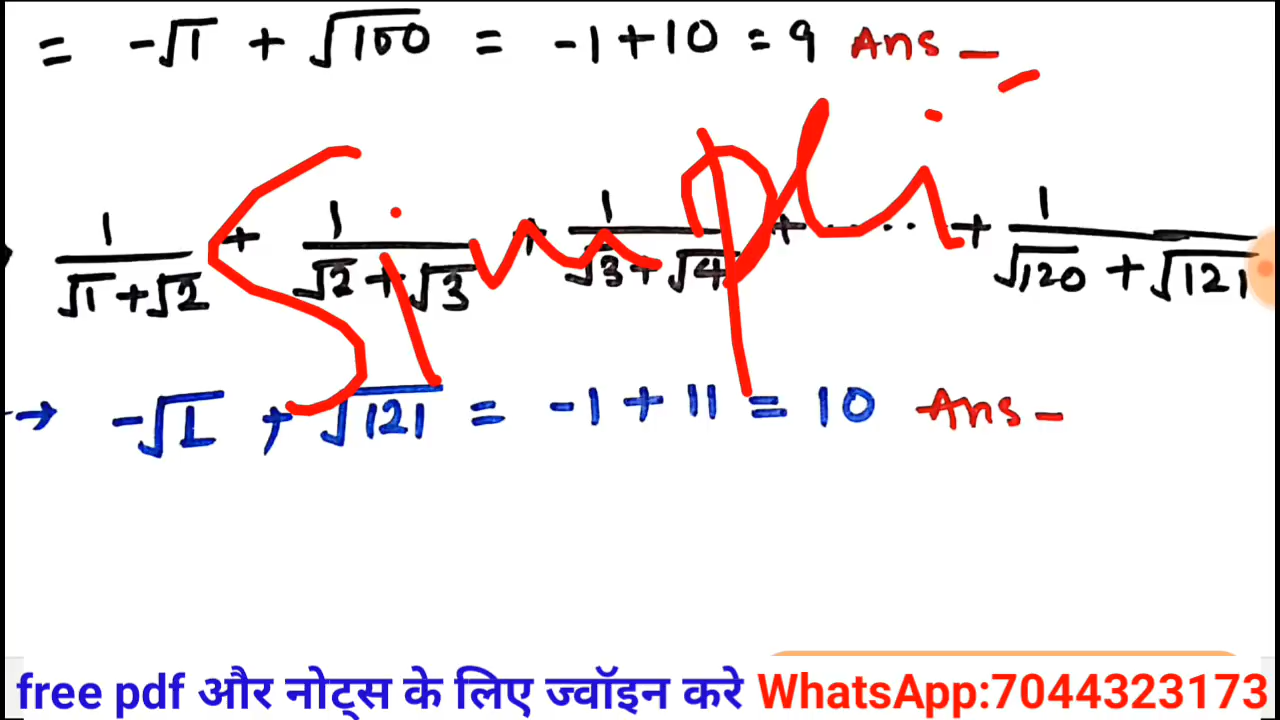 = -√1 + √100 = -1+10 = 9 Ans –
1/(√1+√2) + 1/(√2+√3) + 1/(√3+√4) + ...... + 1/(√120+√121)
Simpli
→ -√1 + √121 = -1 + 11 = 10 Ans –
free pdf और नोट्स के लिए ज्वॉइन करे WhatsApp:7044323173